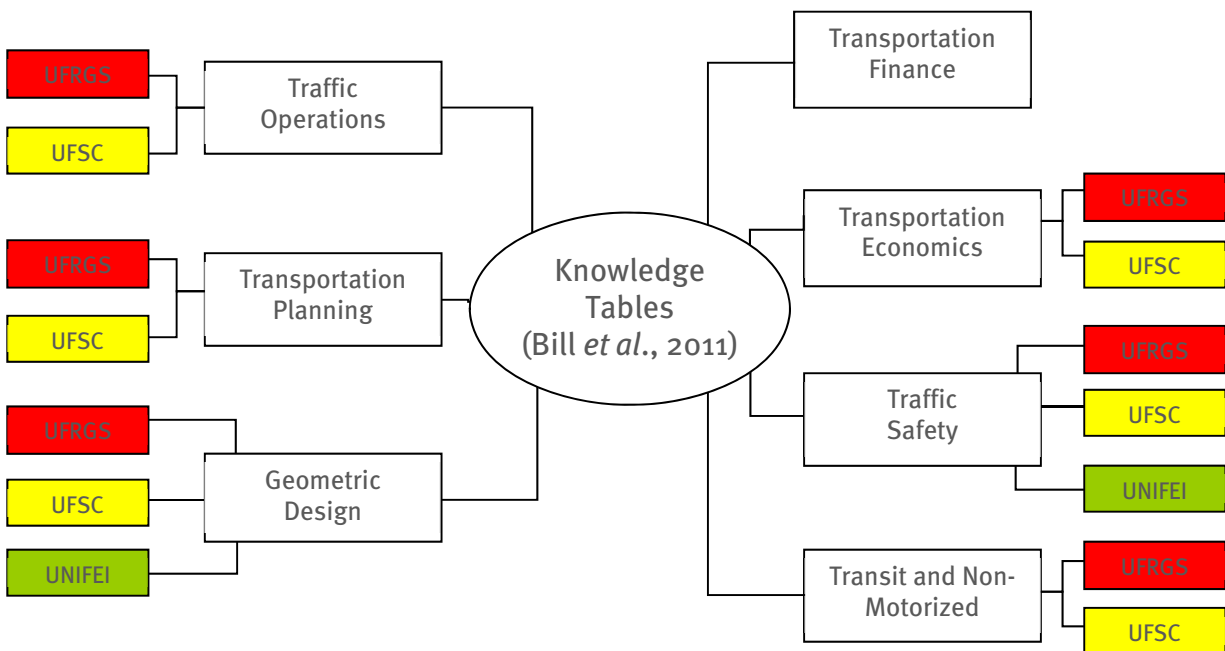 UFRGS
Traffic
Operations
UFSC
UFRGS
Transportation
Planning
UFSC
UFRGS
Geometric
Design
UFSC
UNIFEI
Knowledge
Tables
(Bill et al., 2011)
Transportation
Finance
Transportation
Economics
UFRGS
UFSC
Traffic
Safety
UFRGS
UFSC
UNIFEI
Transit and Non-
Motorized
UFRGS
UFSC